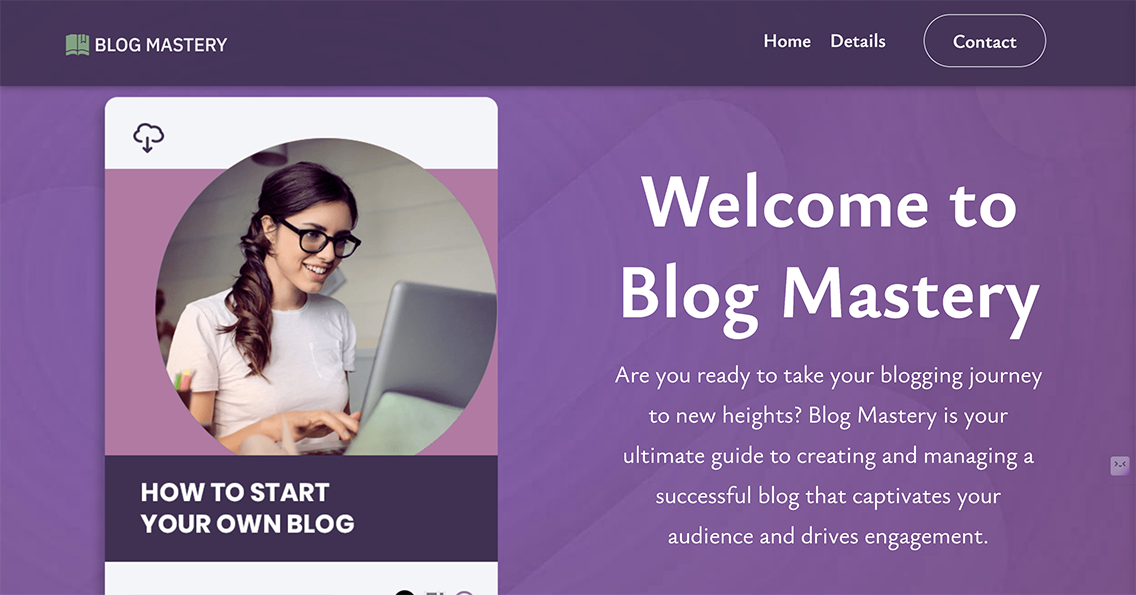 BLOG MASTERY
Home
Details
Contact
Welcome to
Blog Mastery
Are you ready to take your blogging journey
to new heights? Blog Mastery is your
ultimate guide to creating and managing a
successful blog that captivates your
audience and drives engagement.
HOW TO START
YOUR OWN BLOG